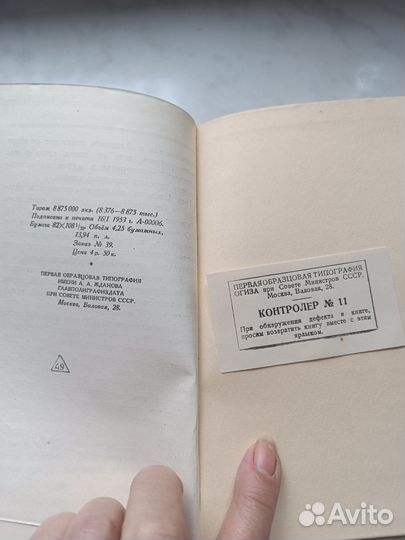 Тираж 8 875 000 экз. (8 376—8 875 тыс.)
Подписано к печати 16/I 1953 г. А-00006.
Бумага 82×108 1/32. Объём 4,25 бумажных,
13,94 п. л.
Заказ № 39.
Цена 4 р. 50 к.
ПЕРВАЯ ОБРАЗЦОВАЯ ТИПОГРАФИЯ
ИМЕНИ А. А. ЖДАНОВА
ГЛАВПОЛИГРАФИЗДАТА
ПРИ СОВЕТЕ МИНИСТРОВ СССР.
Москва, Валовая, 28.
49
ПЕРВАЯ ОБРАЗЦОВАЯ ТИПОГРАФИЯ
ОГИЗА при Совете Министров СССР.
Москва, Валовая, 28.
КОНТРОЛЕР № 11
При обнаружении дефекта в книге,
просим возвратить книгу вместе с этим
ярлыком.
Avito